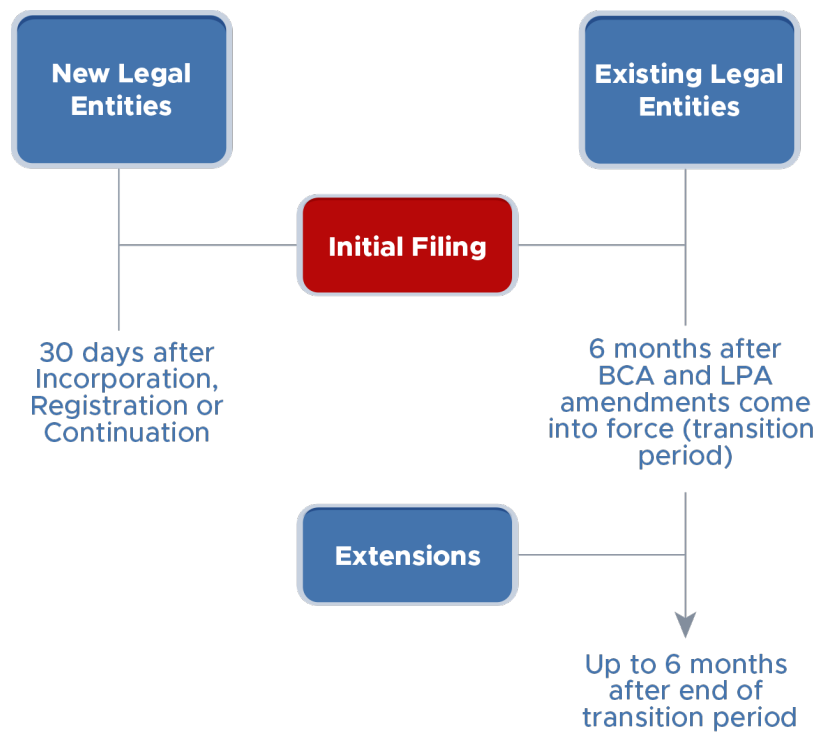 New Legal
Entities
Existing Legal
Entities
Initial Filing
30 days after
Incorporation,
Registration or
Continuation
6 months after
BCA and LPA
amendments come
into force (transition
period)
Extensions
Up to 6 months
after end of
transition period